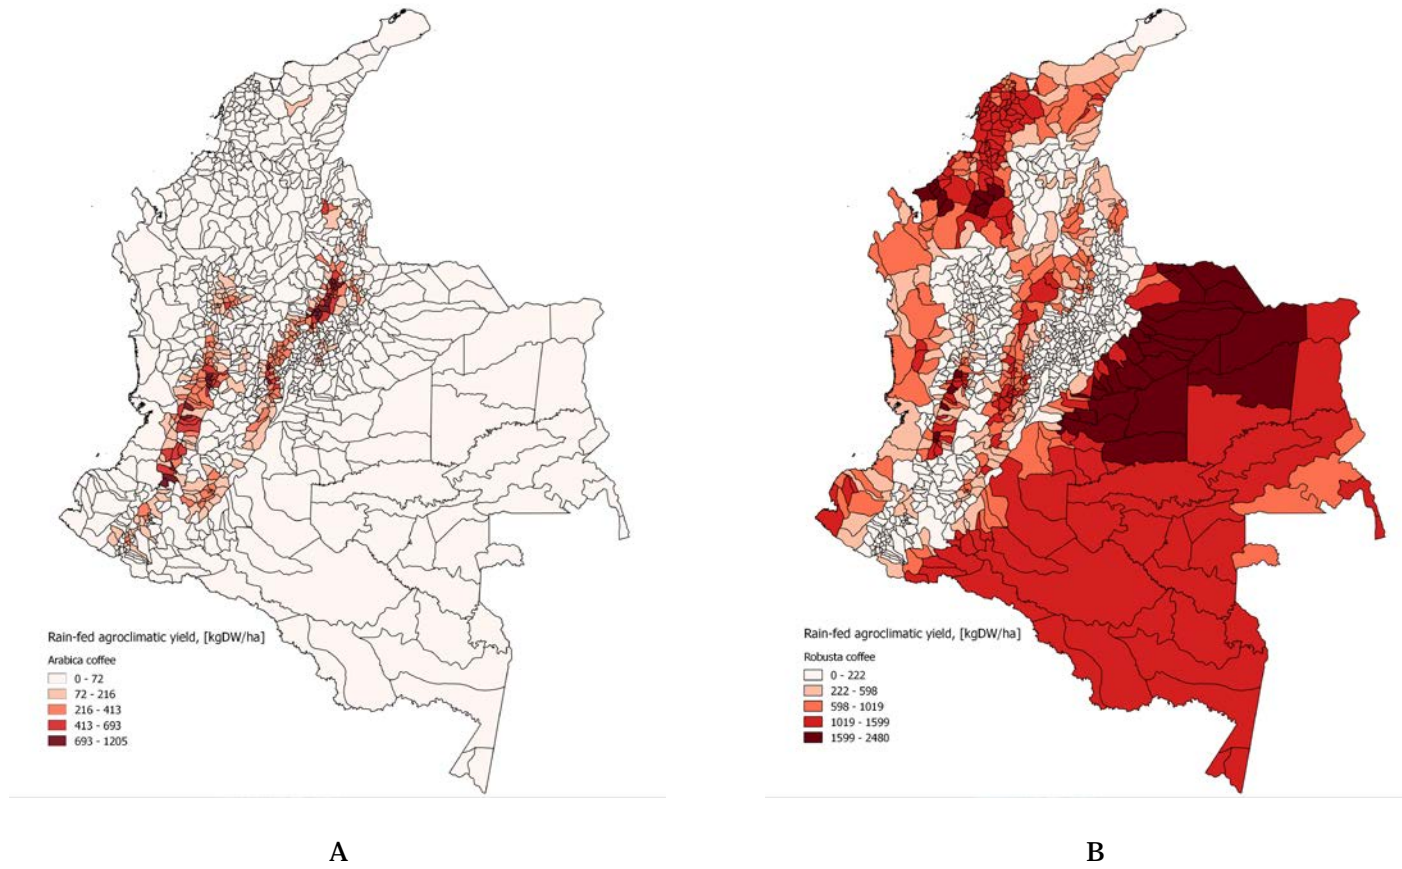 Rain-fed agroclimatic yield, [kgDW/ha]
Arabica coffee
0 - 72
72 - 216
216 - 413
413 - 693
693 - 1205
Rain-fed agroclimatic yield, [kgDW/ha]
Robusta coffee
0 - 222
222 - 598
598 - 1019
1019 - 1599
1599 - 2480
A
B